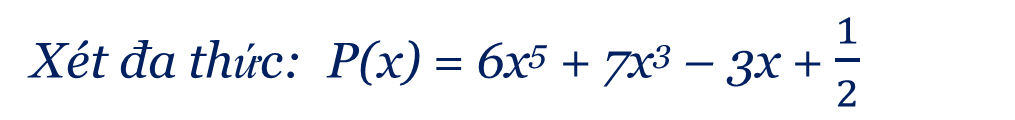 Xét đa thức: P(x) = 6x⁵ + 7x³ − 3x + 1/2